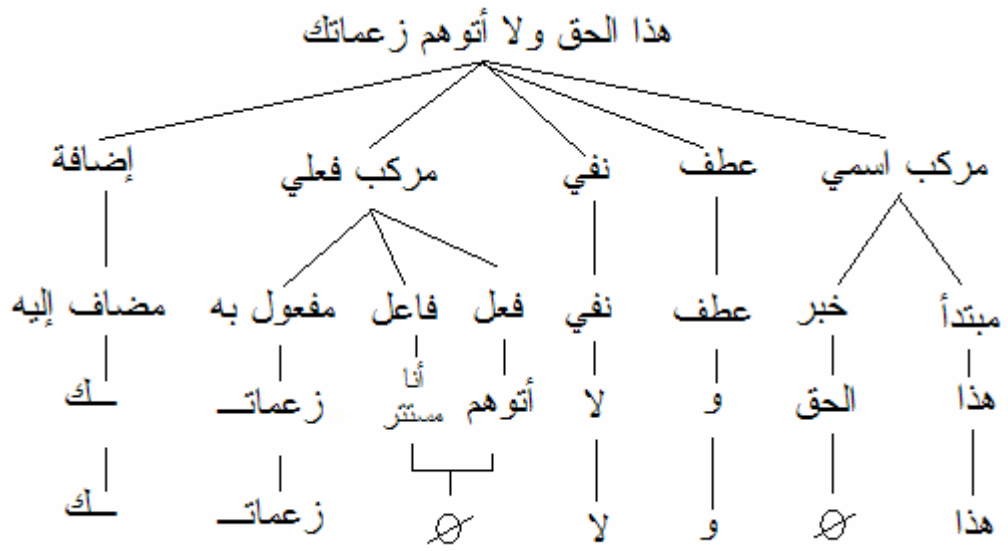 هذا الحق ولا أتوهم زعماتك
مركب اسمي عطف نفي مركب فعلي إضافة
مبتدأ خبر عطف نفي فعل فاعل مفعول به مضاف إليه
هذا الحق و لا أتوهم أنا مستتر زعماتـ ـك
هذا ∅ و لا ∅ زعماتـ ـك